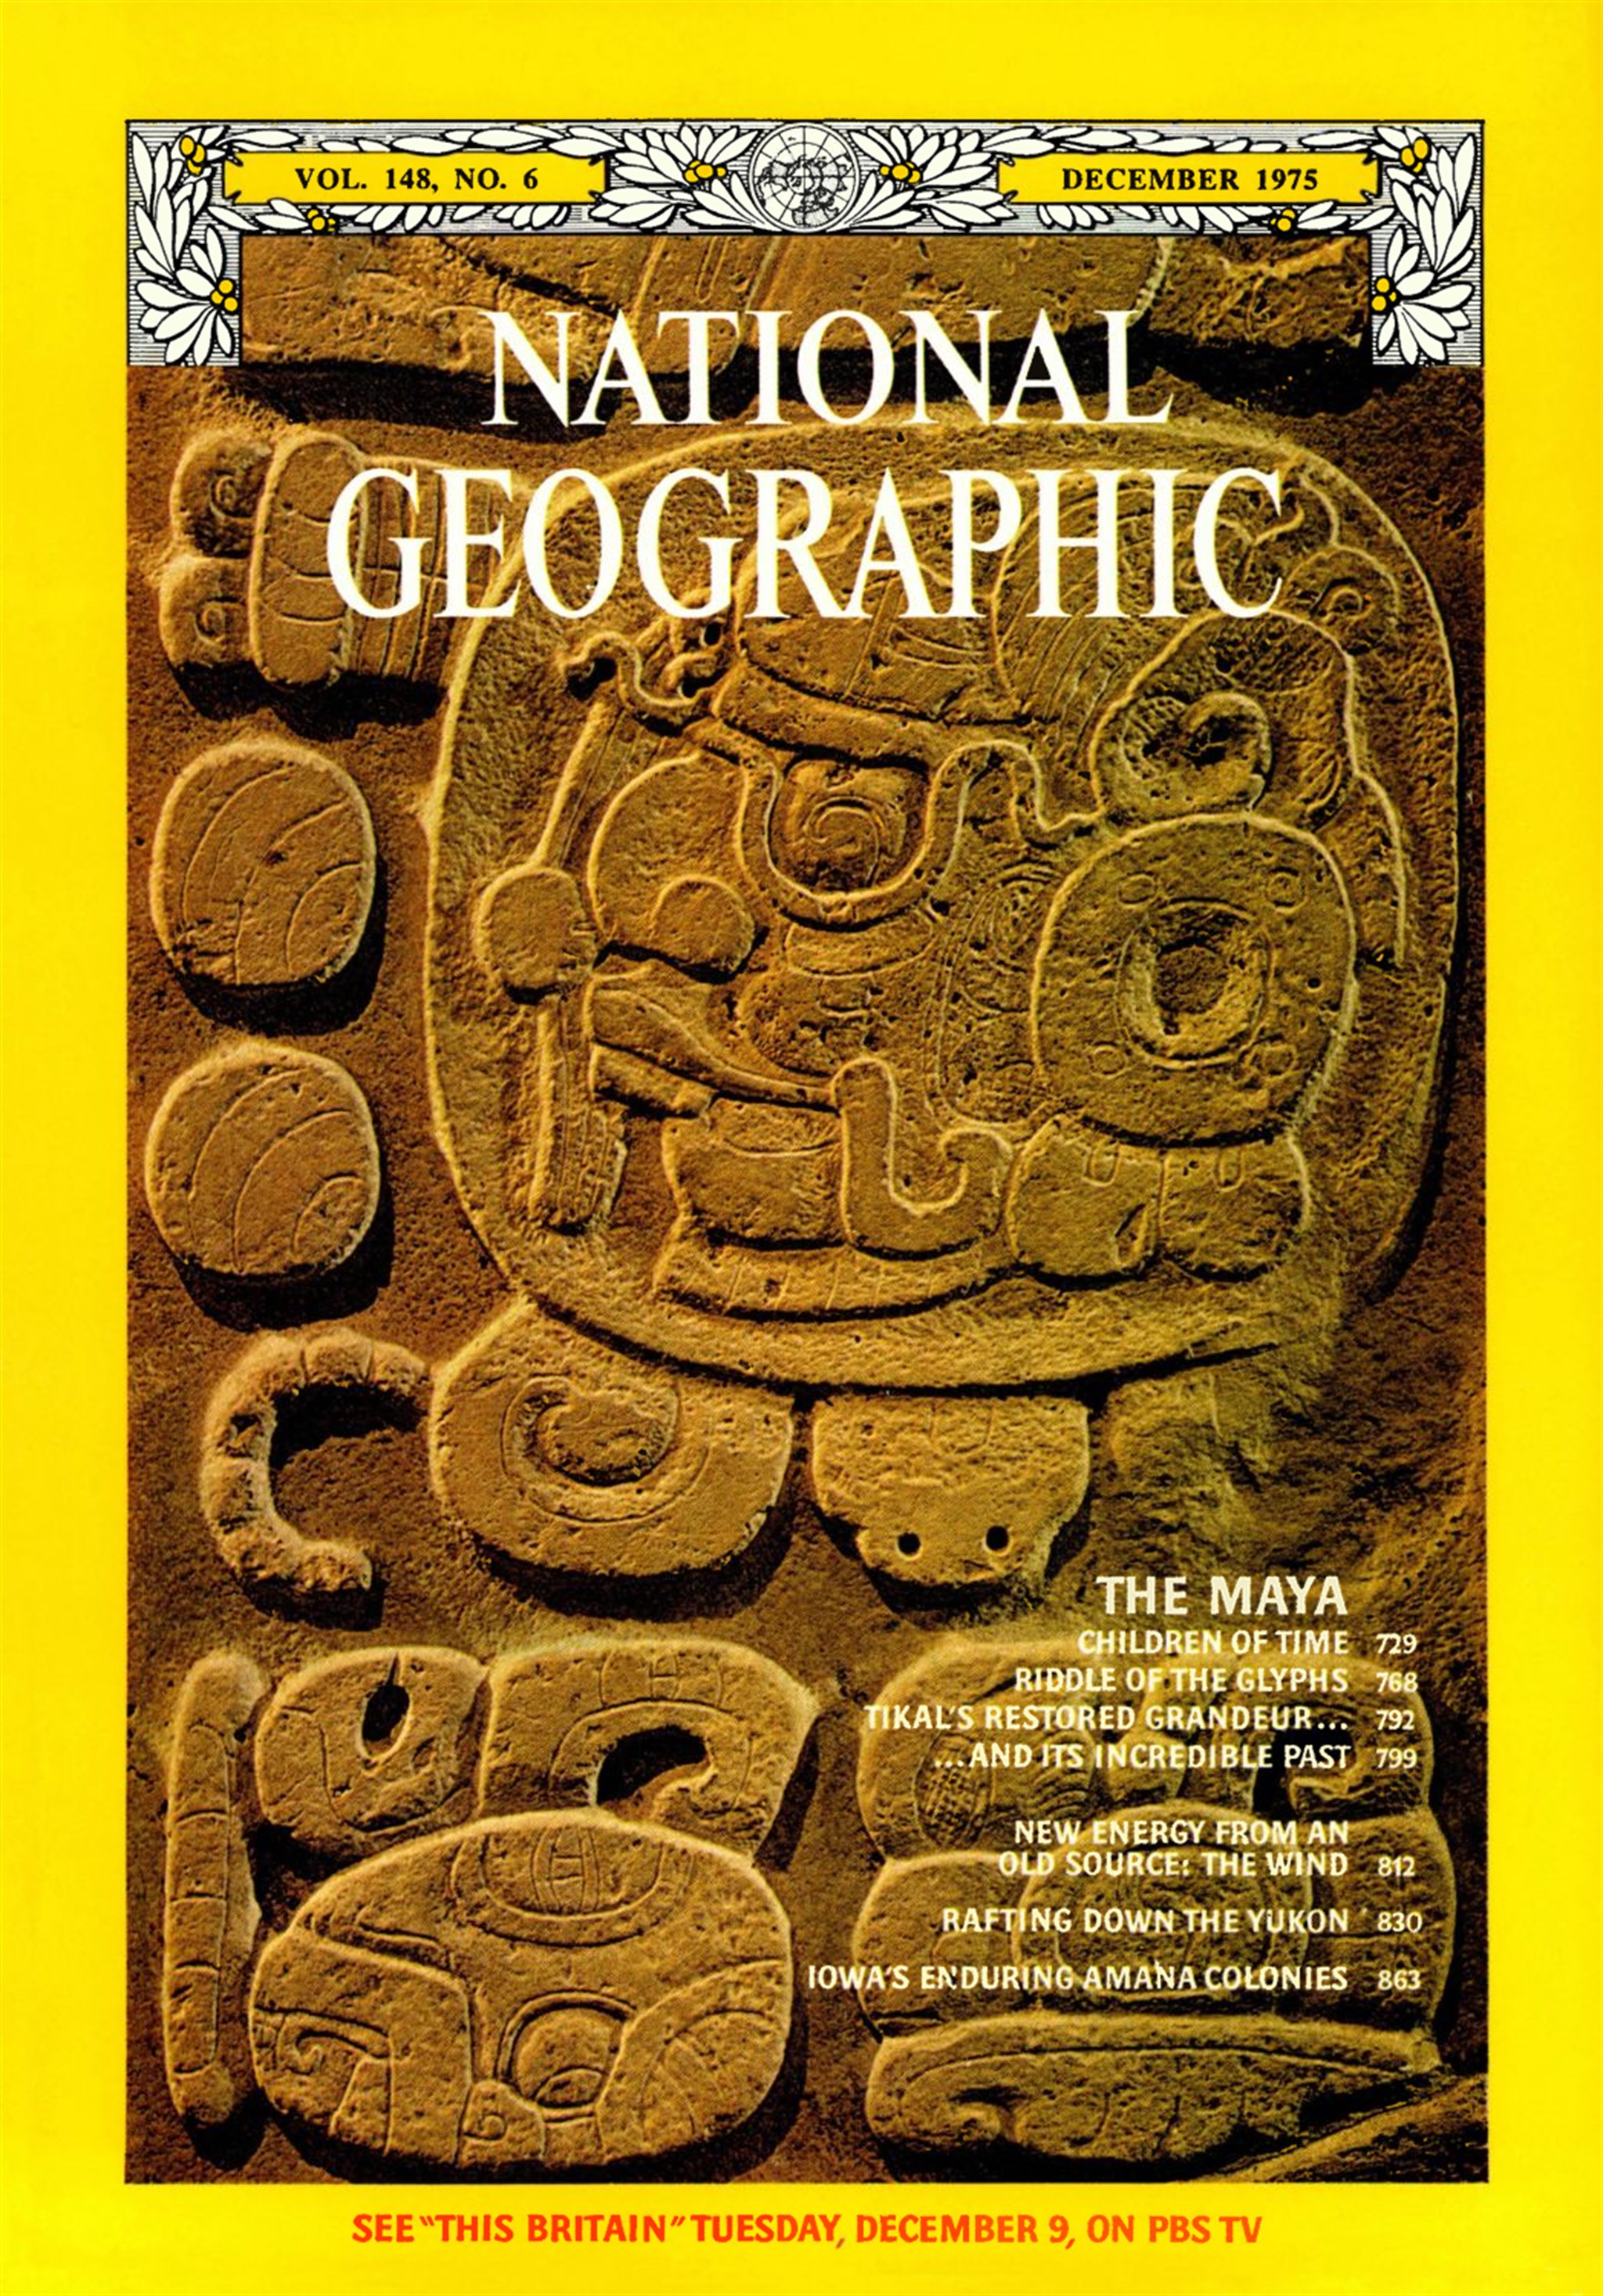 VOL. 148, NO. 6
DECEMBER 1975
NATIONAL
GEOGRAPHIC
THE MAYA
CHILDREN OF TIME 729
RIDDLE OF THE GLYPHS 768
TIKAL'S RESTORED GRANDEUR... 792
...AND ITS INCREDIBLE PAST 799
NEW ENERGY FROM AN
OLD SOURCE: THE WIND 812
RAFTING DOWN THE YUKON 830
IOWA'S ENDURING AMANA COLONIES 863
SEE "THIS BRITAIN" TUESDAY, DECEMBER 9, ON PBS TV